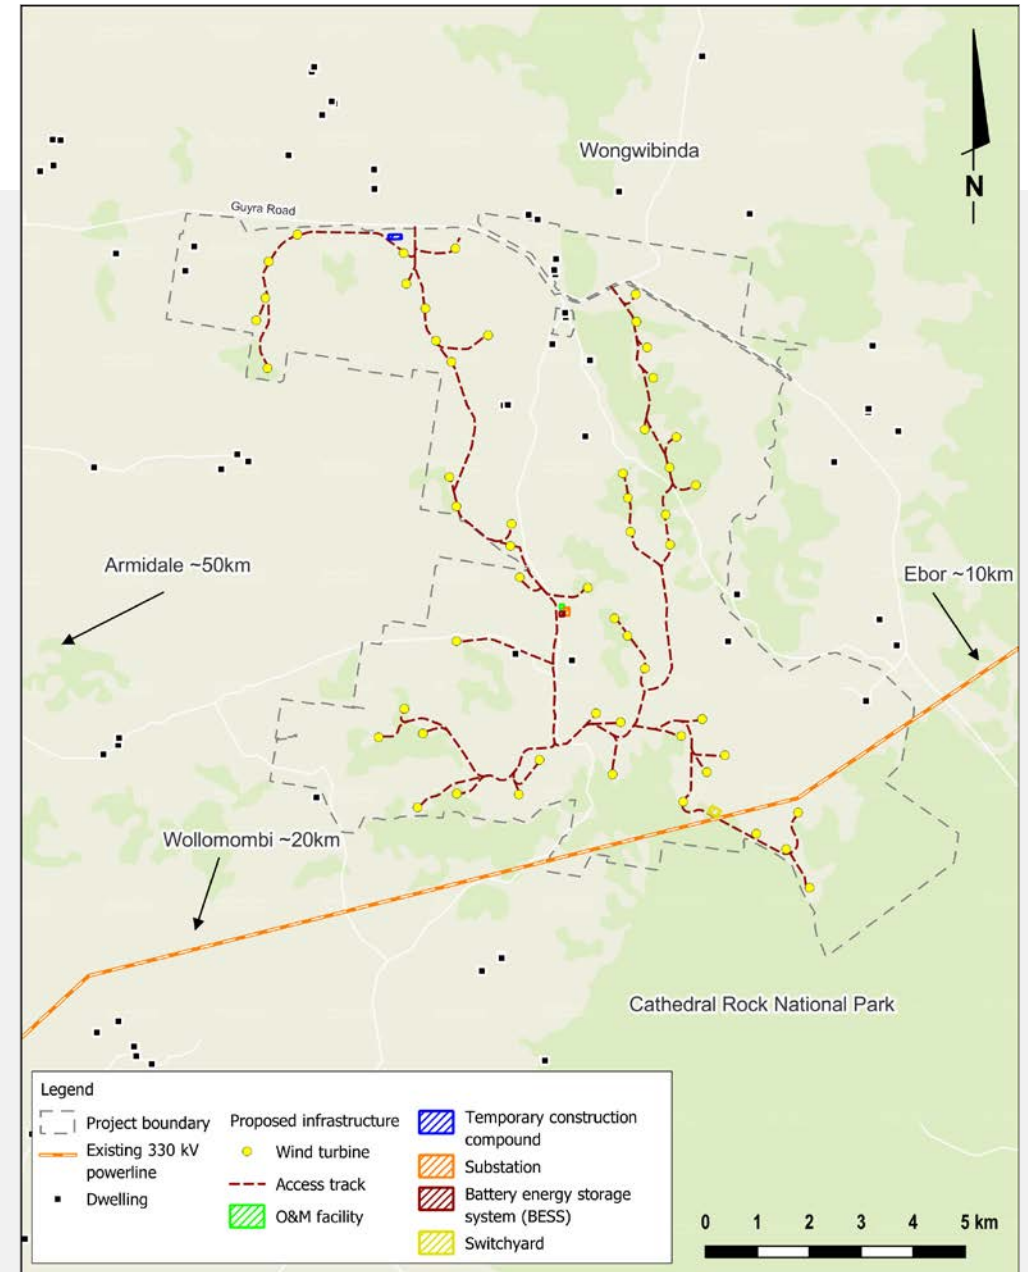 Wongwibinda
N
Guyra Road
Armidale ~50km
Ebor ~10km
Wollomombi ~20km
Cathedral Rock National Park
Legend
Project boundary
Existing 330 kV
powerline
Dwelling
Proposed infrastructure
Wind turbine
Access track
O&M facility
Temporary construction
compound
Substation
Battery energy storage
system (BESS)
Switchyard
0 1 2 3 4 5 km